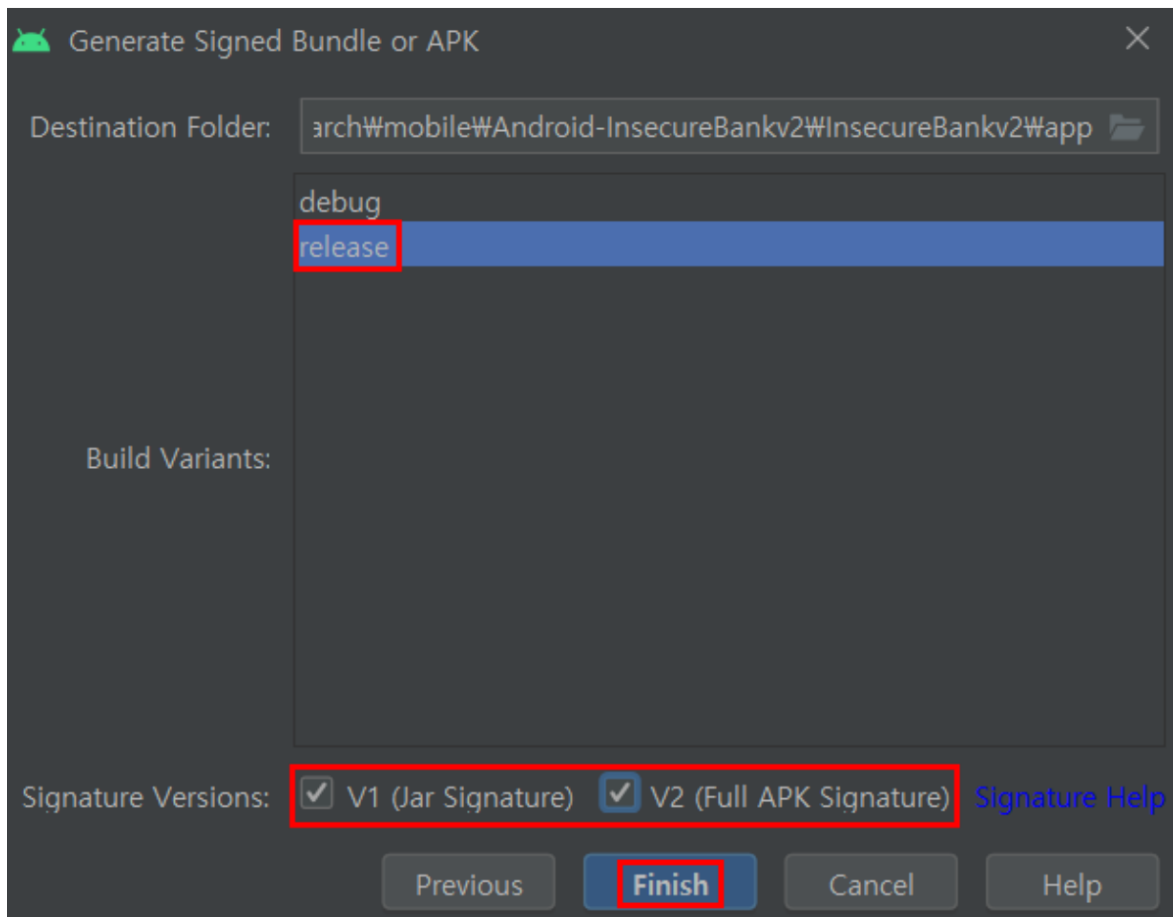 Generate Signed Bundle or APK
Destination Folder: arch₩mobile₩Android-InsecureBankv2₩InsecureBankv2₩app
debug
release
Build Variants:
Signature Versions: V1 (Jar Signature) V2 (Full APK Signature) Signature Help
Previous Finish Cancel Help